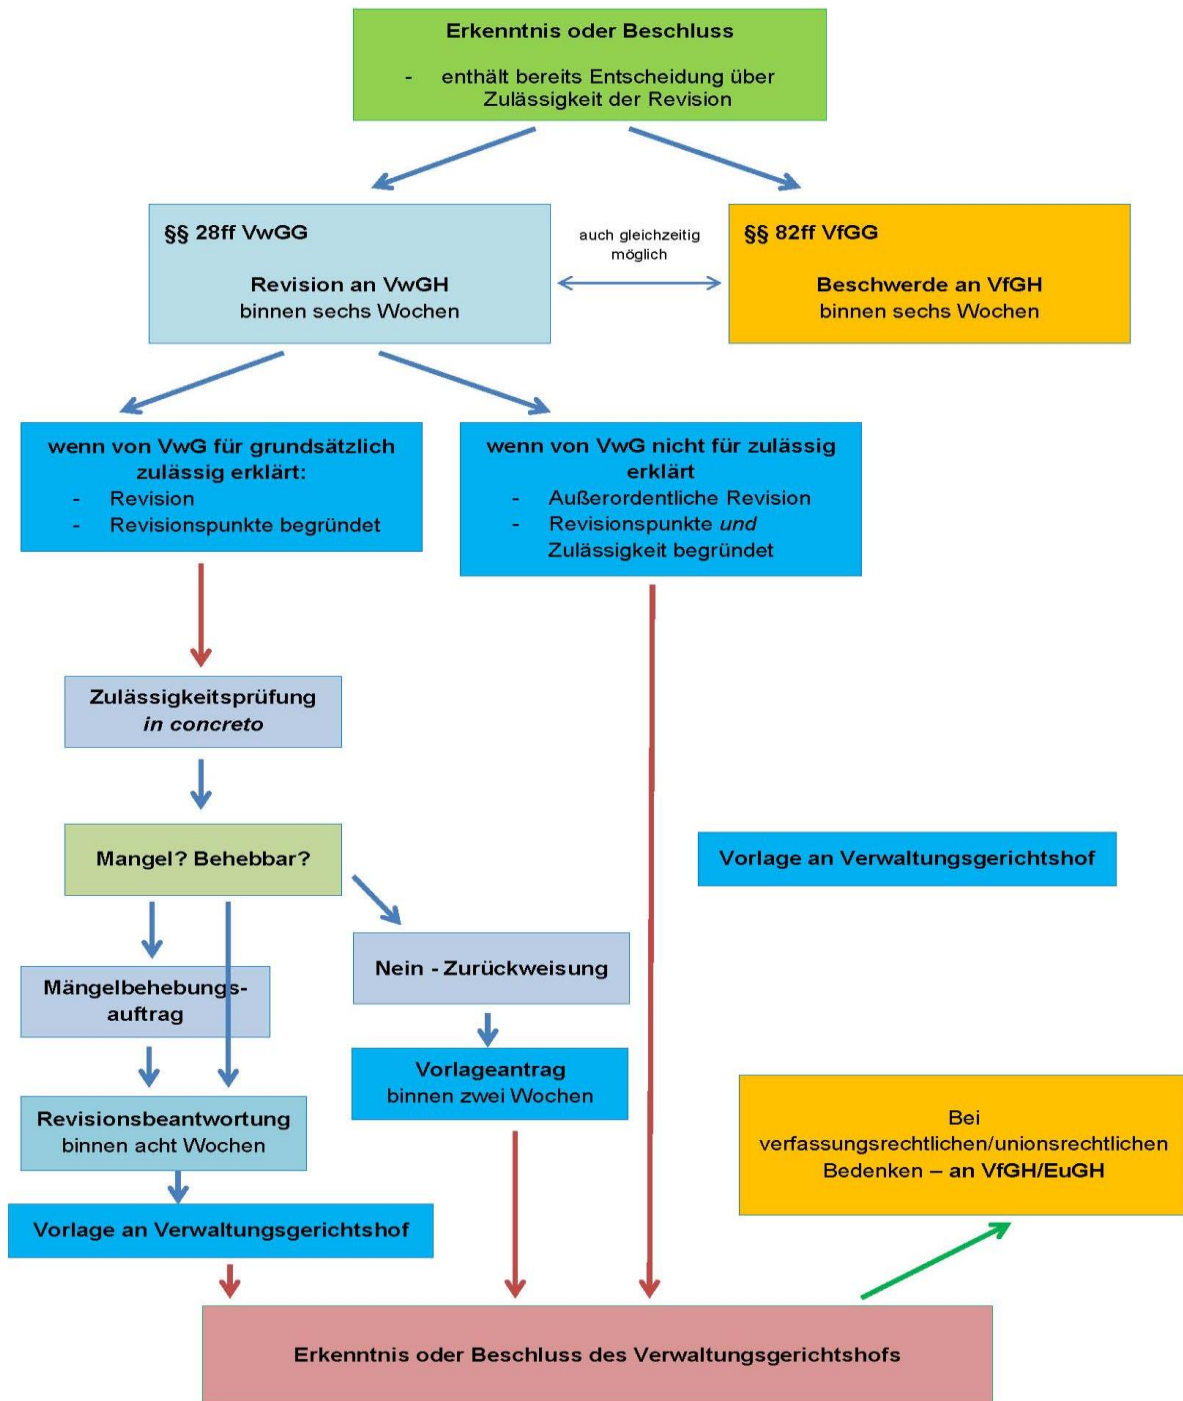 Erkenntnis oder Beschluss
- enthält bereits Entscheidung über
Zulässigkeit der Revision
§§ 28ff VwGG
Revision an VwGH
binnen sechs Wochen
auch gleichzeitig
möglich
§§ 82ff VfGG
Beschwerde an VfGH
binnen sechs Wochen
wenn von VwG für grundsätzlich
zulässig erklärt:
- Revision
- Revisionspunkte begründet
wenn von VwG nicht für zulässig
erklärt
- Außerordentliche Revision
- Revisionspunkte und
Zulässigkeit begründet
Zulässigkeitsprüfung
in concreto
Mangel? Behebbar?
Vorlage an Verwaltungsgerichtshof
Nein - Zurückweisung
Mängelbehebungs-
auftrag
Vorlageantrag
binnen zwei Wochen
Revisionsbeantwortung
binnen acht Wochen
Bei
verfassungsrechtlichen/unionsrechtlichen
Bedenken – an VfGH/EuGH
Vorlage an Verwaltungsgerichtshof
Erkenntnis oder Beschluss des Verwaltungsgerichtshofs